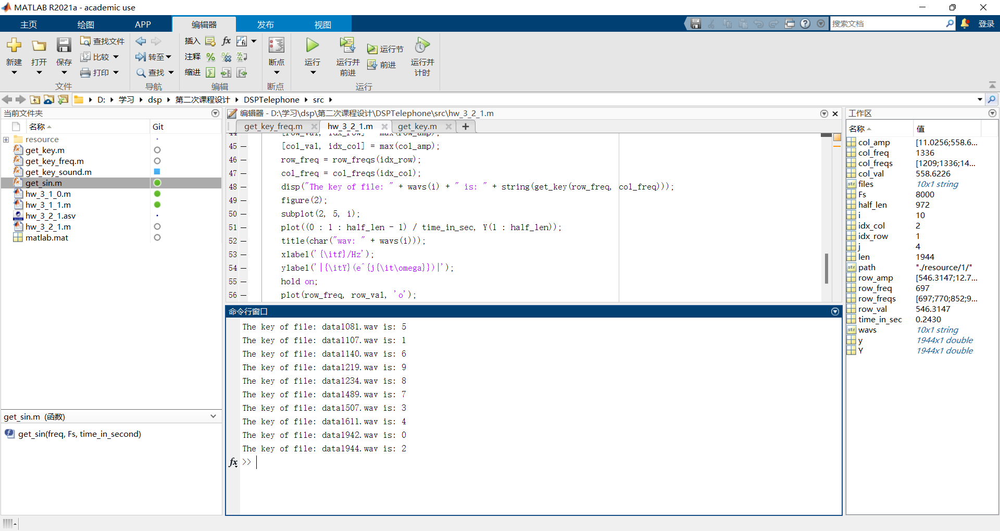 MATLAB R2021a - academic use
主页 绘图 APP 编辑器 发布 视图 搜索文档 登录
新建 打开 保存 查找文件 比较 打印 转至 查找 插入 fx 注释 缩进 断点 运行 运行并前进 运行节 前进 运行并计时
文件 导航 编辑 断点 运行
D: 学习 dsp 第二次课程设计 DSPTelephone src
当前文件夹
名称 Git
resource
get_key.m
get_key_freq.m
get_key_sound.m
get_sin.m
hw_3_1_0.m
hw_3_1_1.m
hw_3_2_1.asv
hw_3_2_1.m
matlab.mat
get_sin.m (函数)
get_sin(freq, Fs, time_in_second)
编辑器 - D:\学习\dsp\第二次课程设计\DSPTelephone\src\hw_3_2_1.m
get_key_freq.m hw_3_2_1.m get_key.m
44 [row_val, idx_row] = max(row_amp);
45 [col_val, idx_col] = max(col_amp);
46 row_freq = row_freqs(idx_row);
47 col_freq = col_freqs(idx_col);
48 disp("The key of file: " + wavs(i) + " is: " + string(get_key(row_freq, col_freq)));
49 figure(2);
50 subplot(2, 5, i);
51 plot((0 : 1 : half_len - 1) / time_in_sec, Y(1 : half_len));
52 title(char("wav: " + wavs(i)));
53 xlabel('{\itf}/Hz');
54 ylabel('|{\itY}(e^{j{\it\omega}})|');
55 hold on;
56 plot(row_freq, row_val, 'o');
命令行窗口
The key of file: data1081.wav is: 5
The key of file: data1107.wav is: 1
The key of file: data1140.wav is: 6
The key of file: data1219.wav is: 9
The key of file: data1234.wav is: 8
The key of file: data1489.wav is: 7
The key of file: data1507.wav is: 3
The key of file: data1611.wav is: 4
The key of file: data1942.wav is: 0
The key of file: data1944.wav is: 2
fx >>
工作区
名称 值
col_amp [11.0256;558.6...
col_freq 1336
col_freqs [1209;1336;14...
col_val 558.6226
files 10x1 string
Fs 8000
half_len 972
i 10
idx_col 2
idx_row 1
j 4
len 1944
path "./resource/1/"
row_amp [546.3147;12.7...
row_freq 697
row_freqs [697;770;852;9...
row_val 546.3147
time_in_sec 0.2430
wavs 10x1 string
y 1944x1 double
Y 1944x1 double